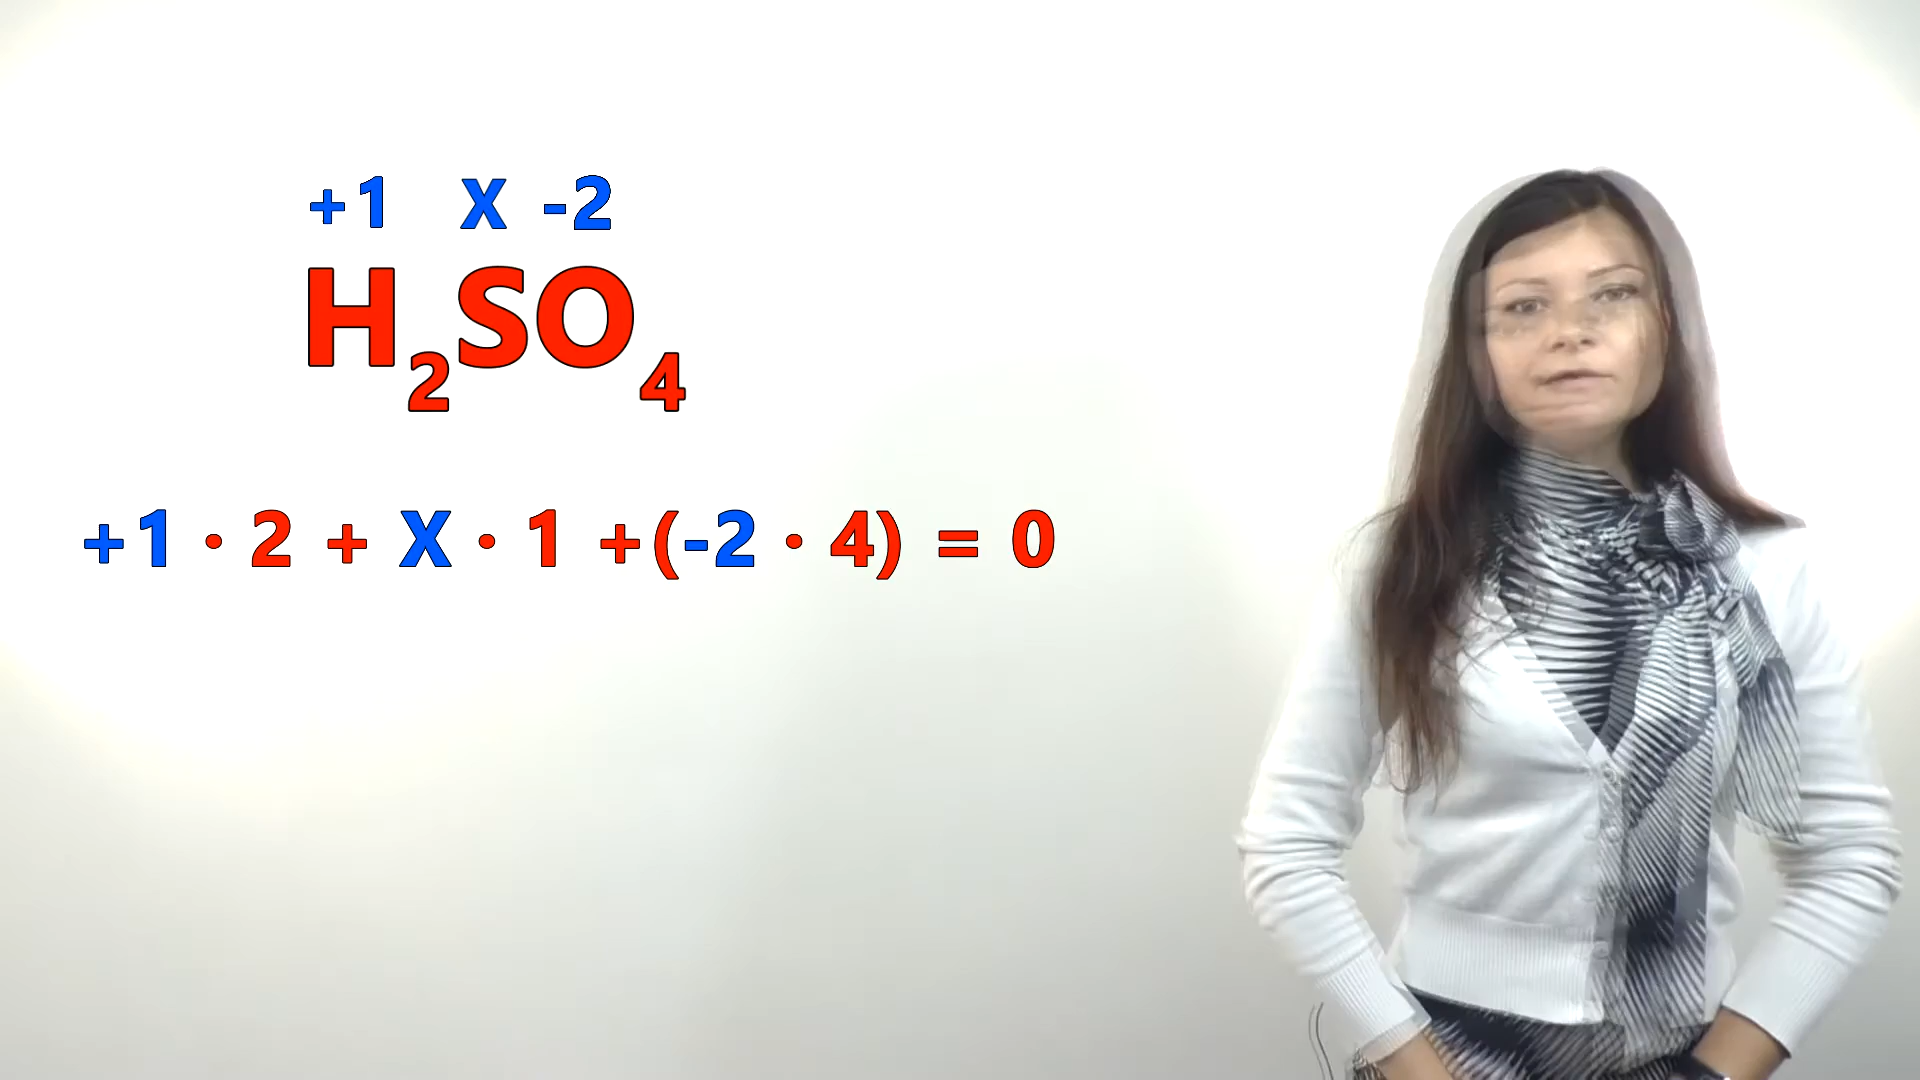 +1 X -2
H₂SO₄
+1 · 2 + X · 1 +(-2 · 4) = 0